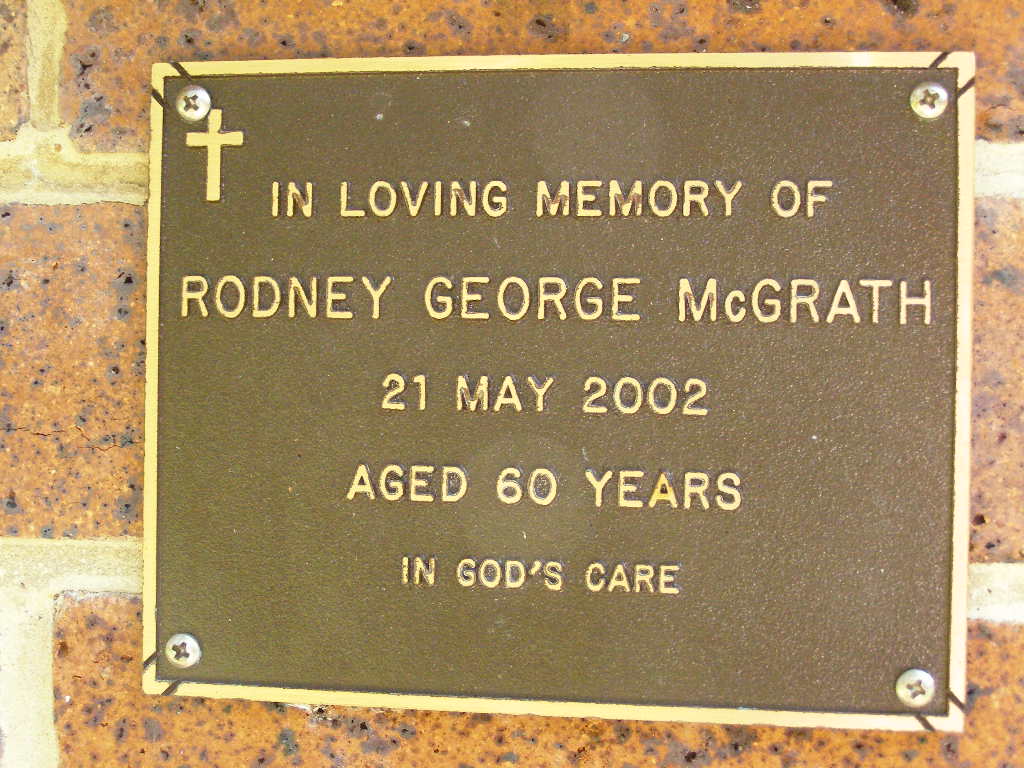 IN LOVING MEMORY OF
RODNEY GEORGE McGRATH
21 MAY 2002
AGED 60 YEARS
IN GOD'S CARE